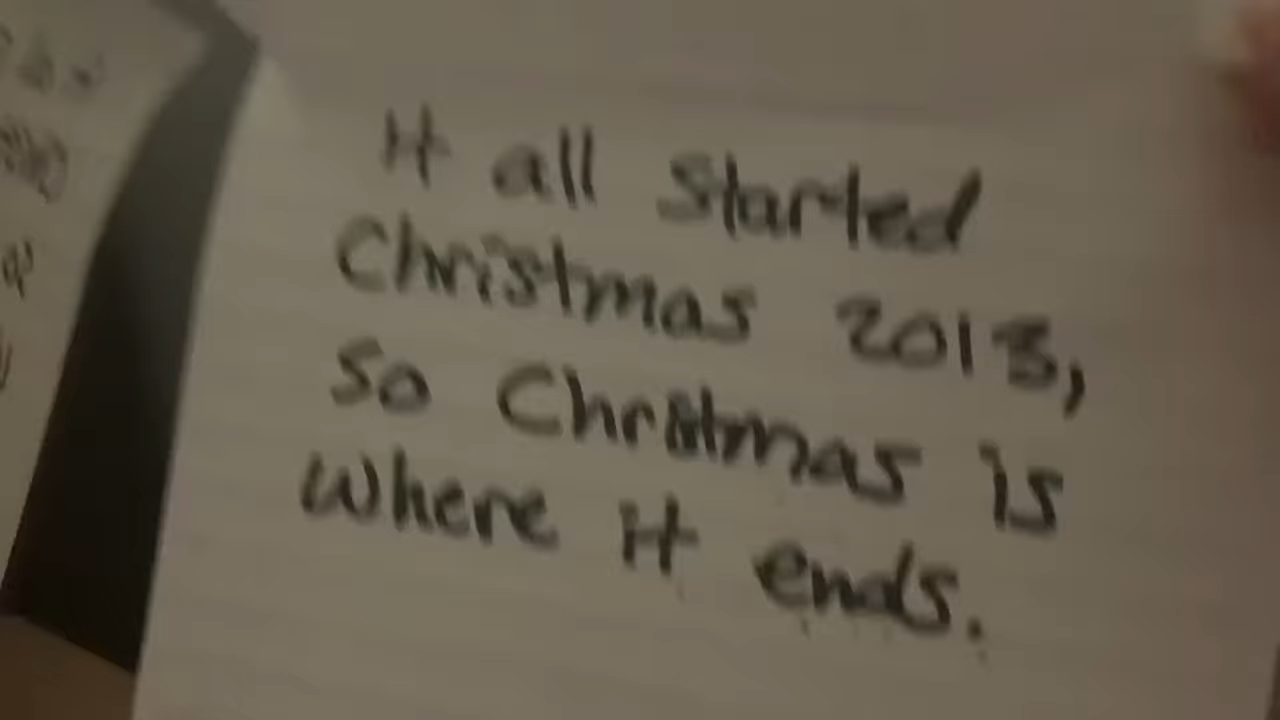 It all started
Christmas 2013,
so Christmas is
where it ends.